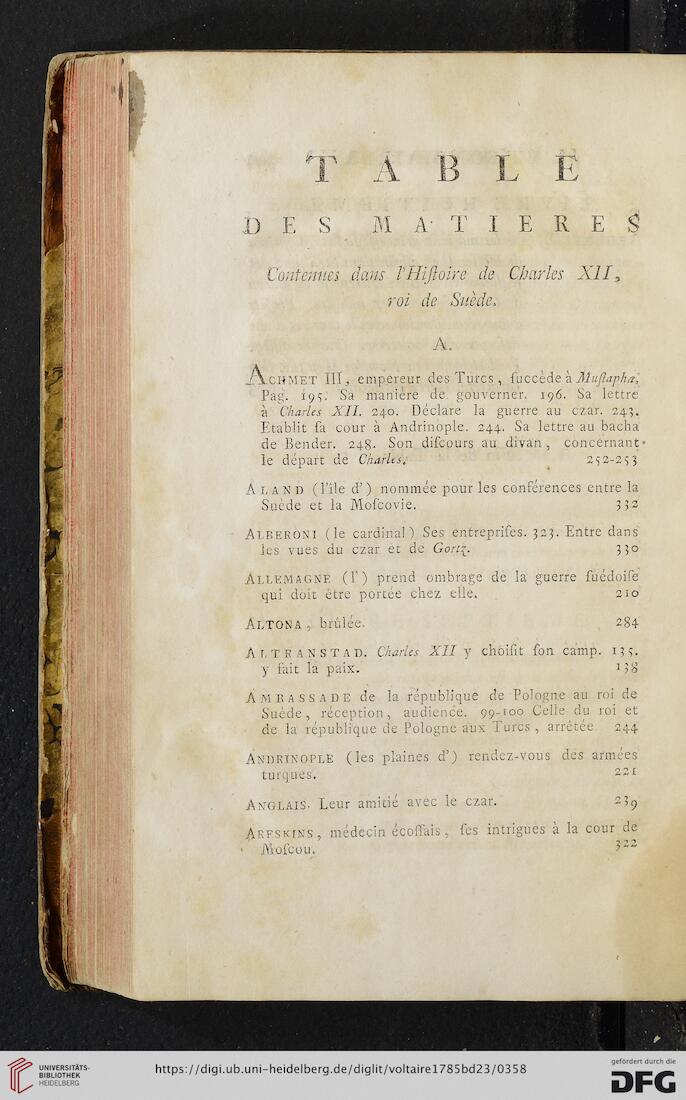 TABLE
DES MATIERES
Contenues dans l'Hiſtoire de Charles XII,
roi de Suède.
A.
ACHMET III, empereur des Turcs, ſuccède à Muſtapha,
Pag. 195. Sa manière de gouverner. 196. Sa lettre
à Charles XII. 240. Déclare la guerre au czar. 243.
Etablit ſa cour à Andrinople. 244. Sa lettre au bacha
de Bender. 248. Son diſcours au divan, concernant
le départ de Charles. 252-253
ALAND (l'île d') nommée pour les conférences entre la
Suède et la Moſcovie. 332
ALBERONI (le cardinal) Ses entrepriſes. 323. Entre dans
les vues du czar et de Gortz. 330
ALLEMAGNE (l') prend ombrage de la guerre ſuédoiſe
qui doit être portée chez elle. 210
ALTONA, brûlée. 284
ALTRANSTAD. Charles XII y choiſit ſon camp. 135.
y fait la paix. 138
AMBASSADE de la république de Pologne au roi de
Suède, réception, audience. 99-100 Celle du roi et
de la république de Pologne aux Turcs, arrêtée 244
ANDRINOPLE (les plaines d') rendez-vous des armées
turques. 221
ANGLAIS. Leur amitié avec le czar. 239
ARESKINS, médecin écoſſais, ſes intrigues à la cour de
Moſcou. 322
UNIVERSITÄTS-
BIBLIOTHEK
HEIDELBERG
https://digi.ub.uni-heidelberg.de/diglit/voltaire1785bd23/0358
gefördert durch die
DFG